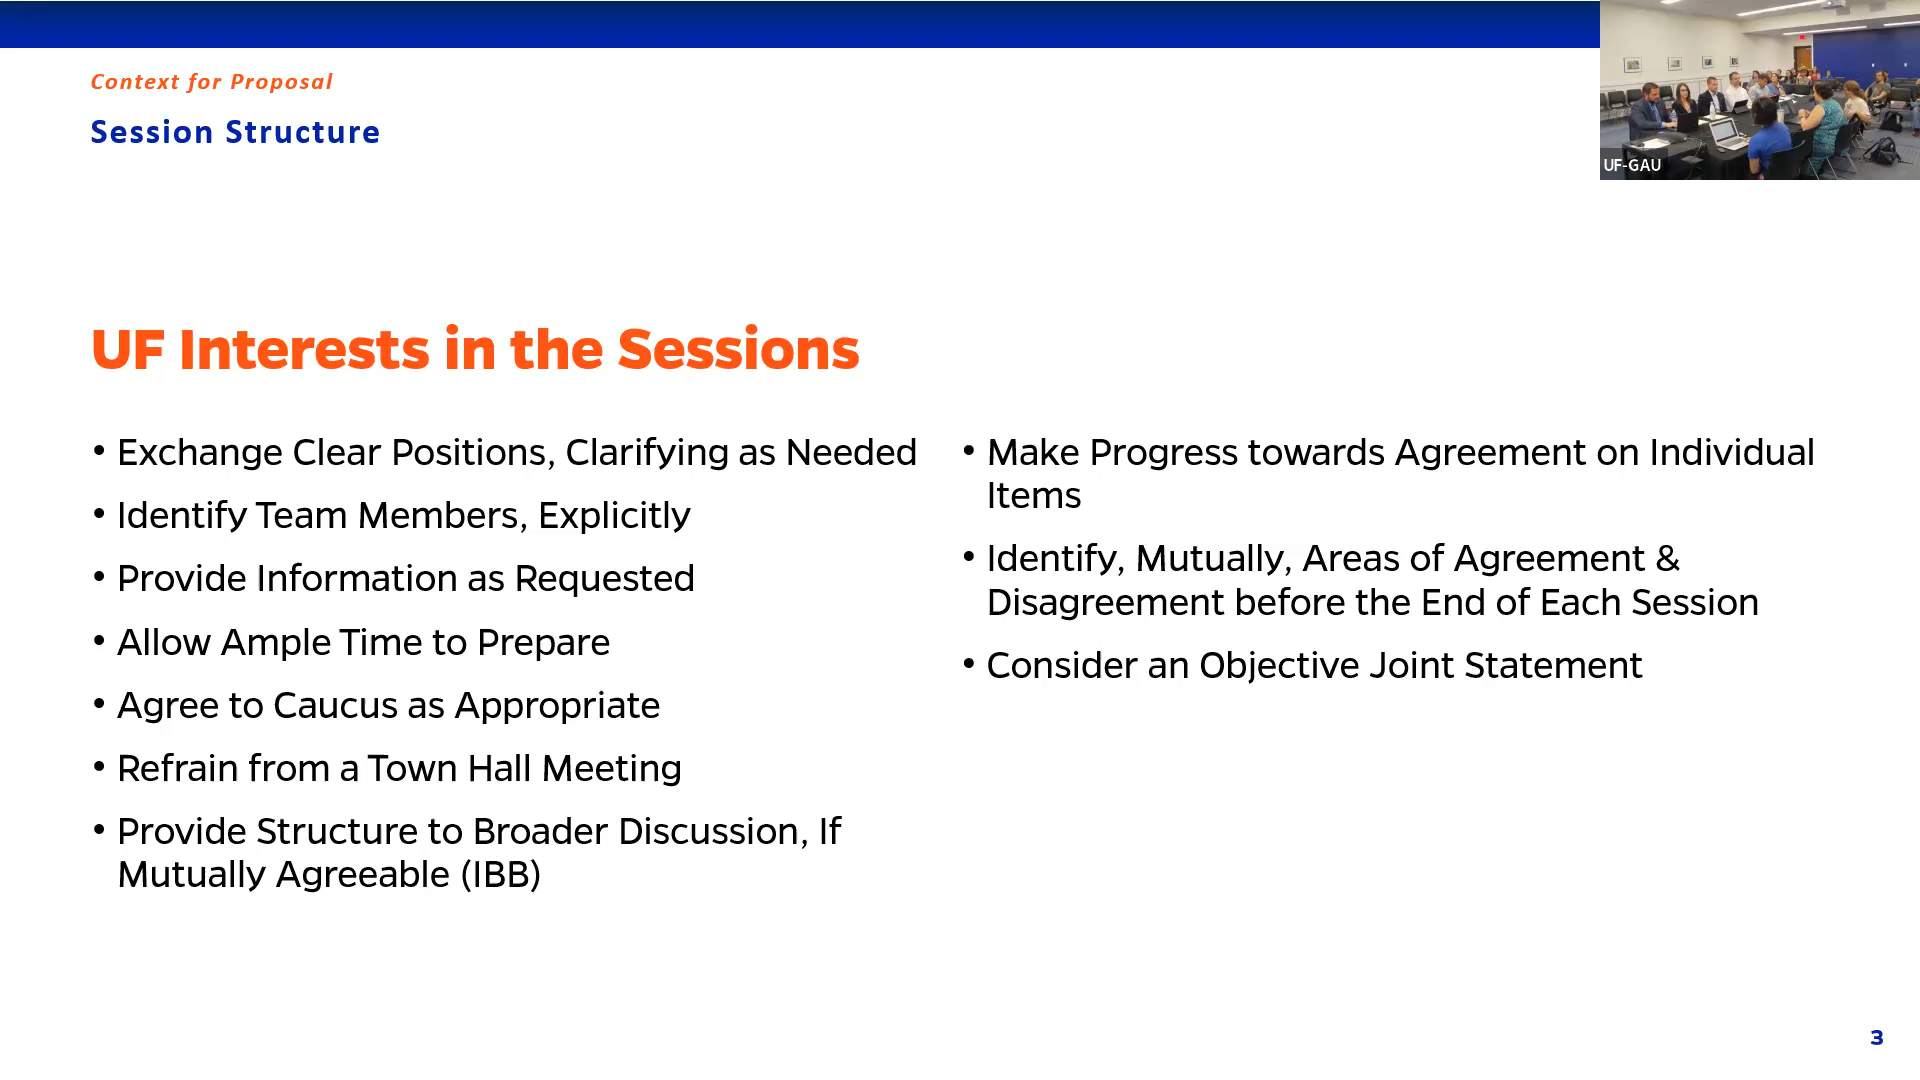 Context for Proposal
Session Structure
UF-GAU
UF Interests in the Sessions
• Exchange Clear Positions, Clarifying as Needed
• Identify Team Members, Explicitly
• Provide Information as Requested
• Allow Ample Time to Prepare
• Agree to Caucus as Appropriate
• Refrain from a Town Hall Meeting
• Provide Structure to Broader Discussion, If
Mutually Agreeable (IBB)
• Make Progress towards Agreement on Individual
Items
• Identify, Mutually, Areas of Agreement &
Disagreement before the End of Each Session
• Consider an Objective Joint Statement
3